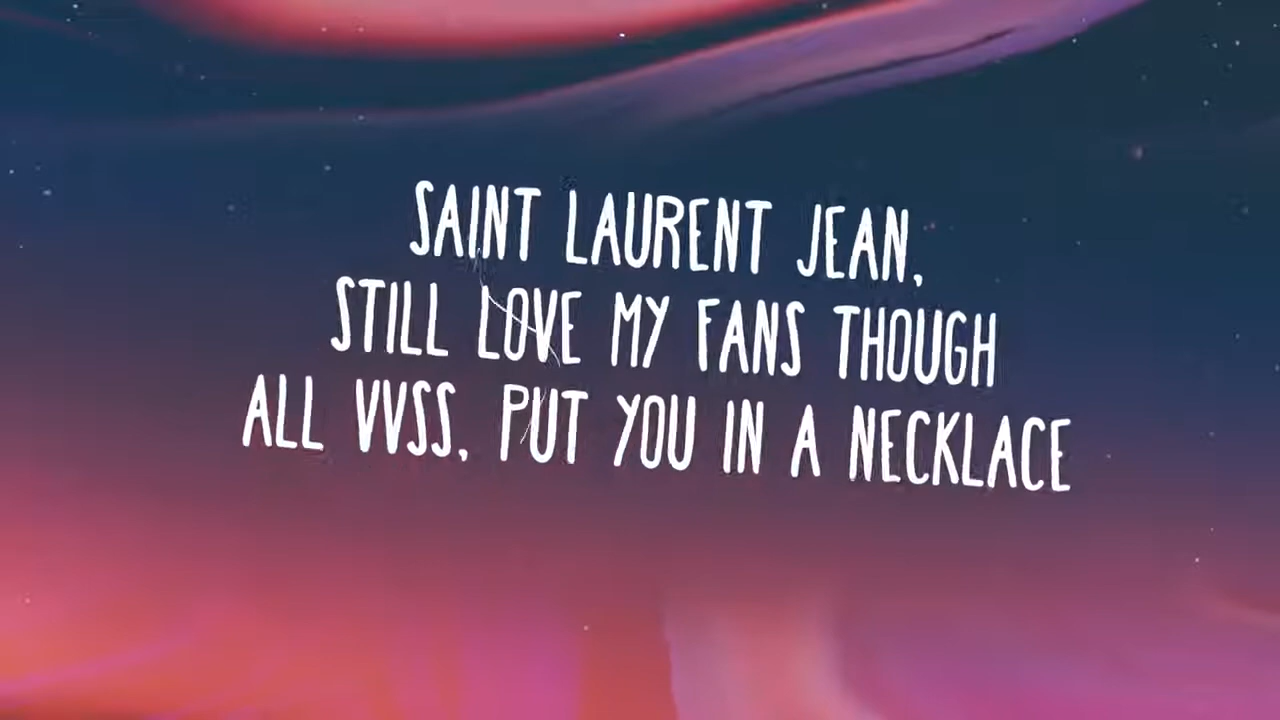 SAINT LAURENT JEAN,
STILL LOVE MY FANS THOUGH
ALL VVSS, PUT YOU IN A NECKLACE